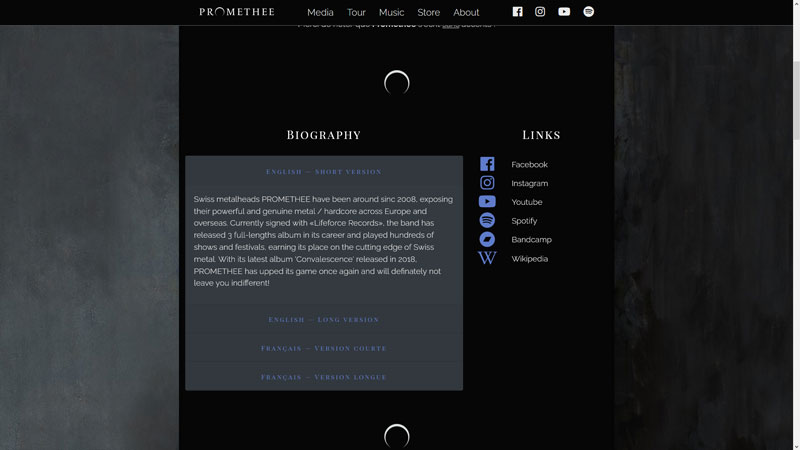 PROMETHEE Media Tour Music Store About
Biography
English – Short version
Swiss metalheads PROMETHEE have been around sinc 2008, exposing
their powerful and genuine metal / hardcore across Europe and
overseas. Currently signed with «Lifeforce Records», the band has
released 3 full-lengths album in its career and played hundreds of
shows and festivals, earning its place on the cutting edge of Swiss
metal. With its latest album 'Convalescence' released in 2018,
PROMETHEE has upped its game once again and will definately not
leave you indifferent!
English – Long version
Français – Version courte
Français – Version longue
Links
Facebook
Instagram
Youtube
Spotify
Bandcamp
W Wikipedia